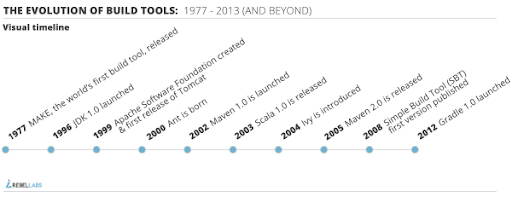 THE EVOLUTION OF BUILD TOOLS: 1977 - 2013 (AND BEYOND)
Visual timeline
1977 MAKE, the world's first build tool, released
1996 JDK 1.0 launched
1999 Apache Software Foundation created
& first release of Tomcat
2000 Ant is born
2002 Maven 1.0 is launched
2003 Scala 1.0 is released
2004 Ivy is introduced
2005 Maven 2.0 is released
2008 Simple Build Tool (SBT)
first version published
2012 Gradle 1.0 launched
REBELLABS